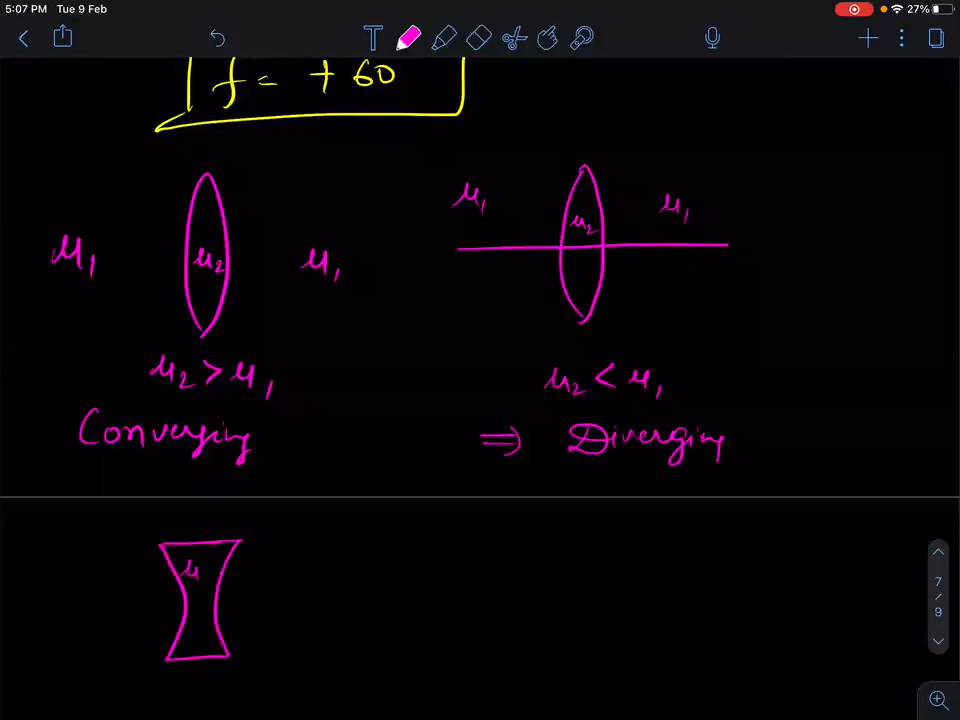 5:07 PM Tue 9 Feb
27%
T
f = + 60
μ₁ μ₂ μ₁
μ₁ μ₂ μ₁
μ₂ > μ₁
μ₂ < μ₁
Converging
⇒ Diverging
μ
7
/
9